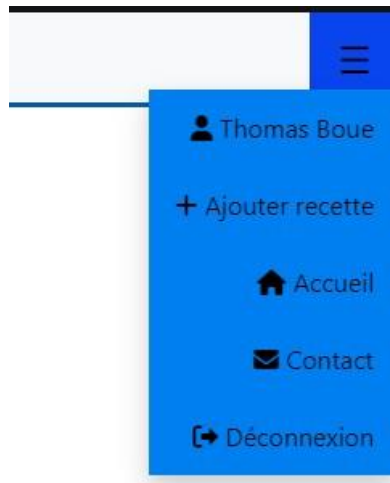 Thomas Boue
Ajouter recette
Accueil
Contact
Déconnexion